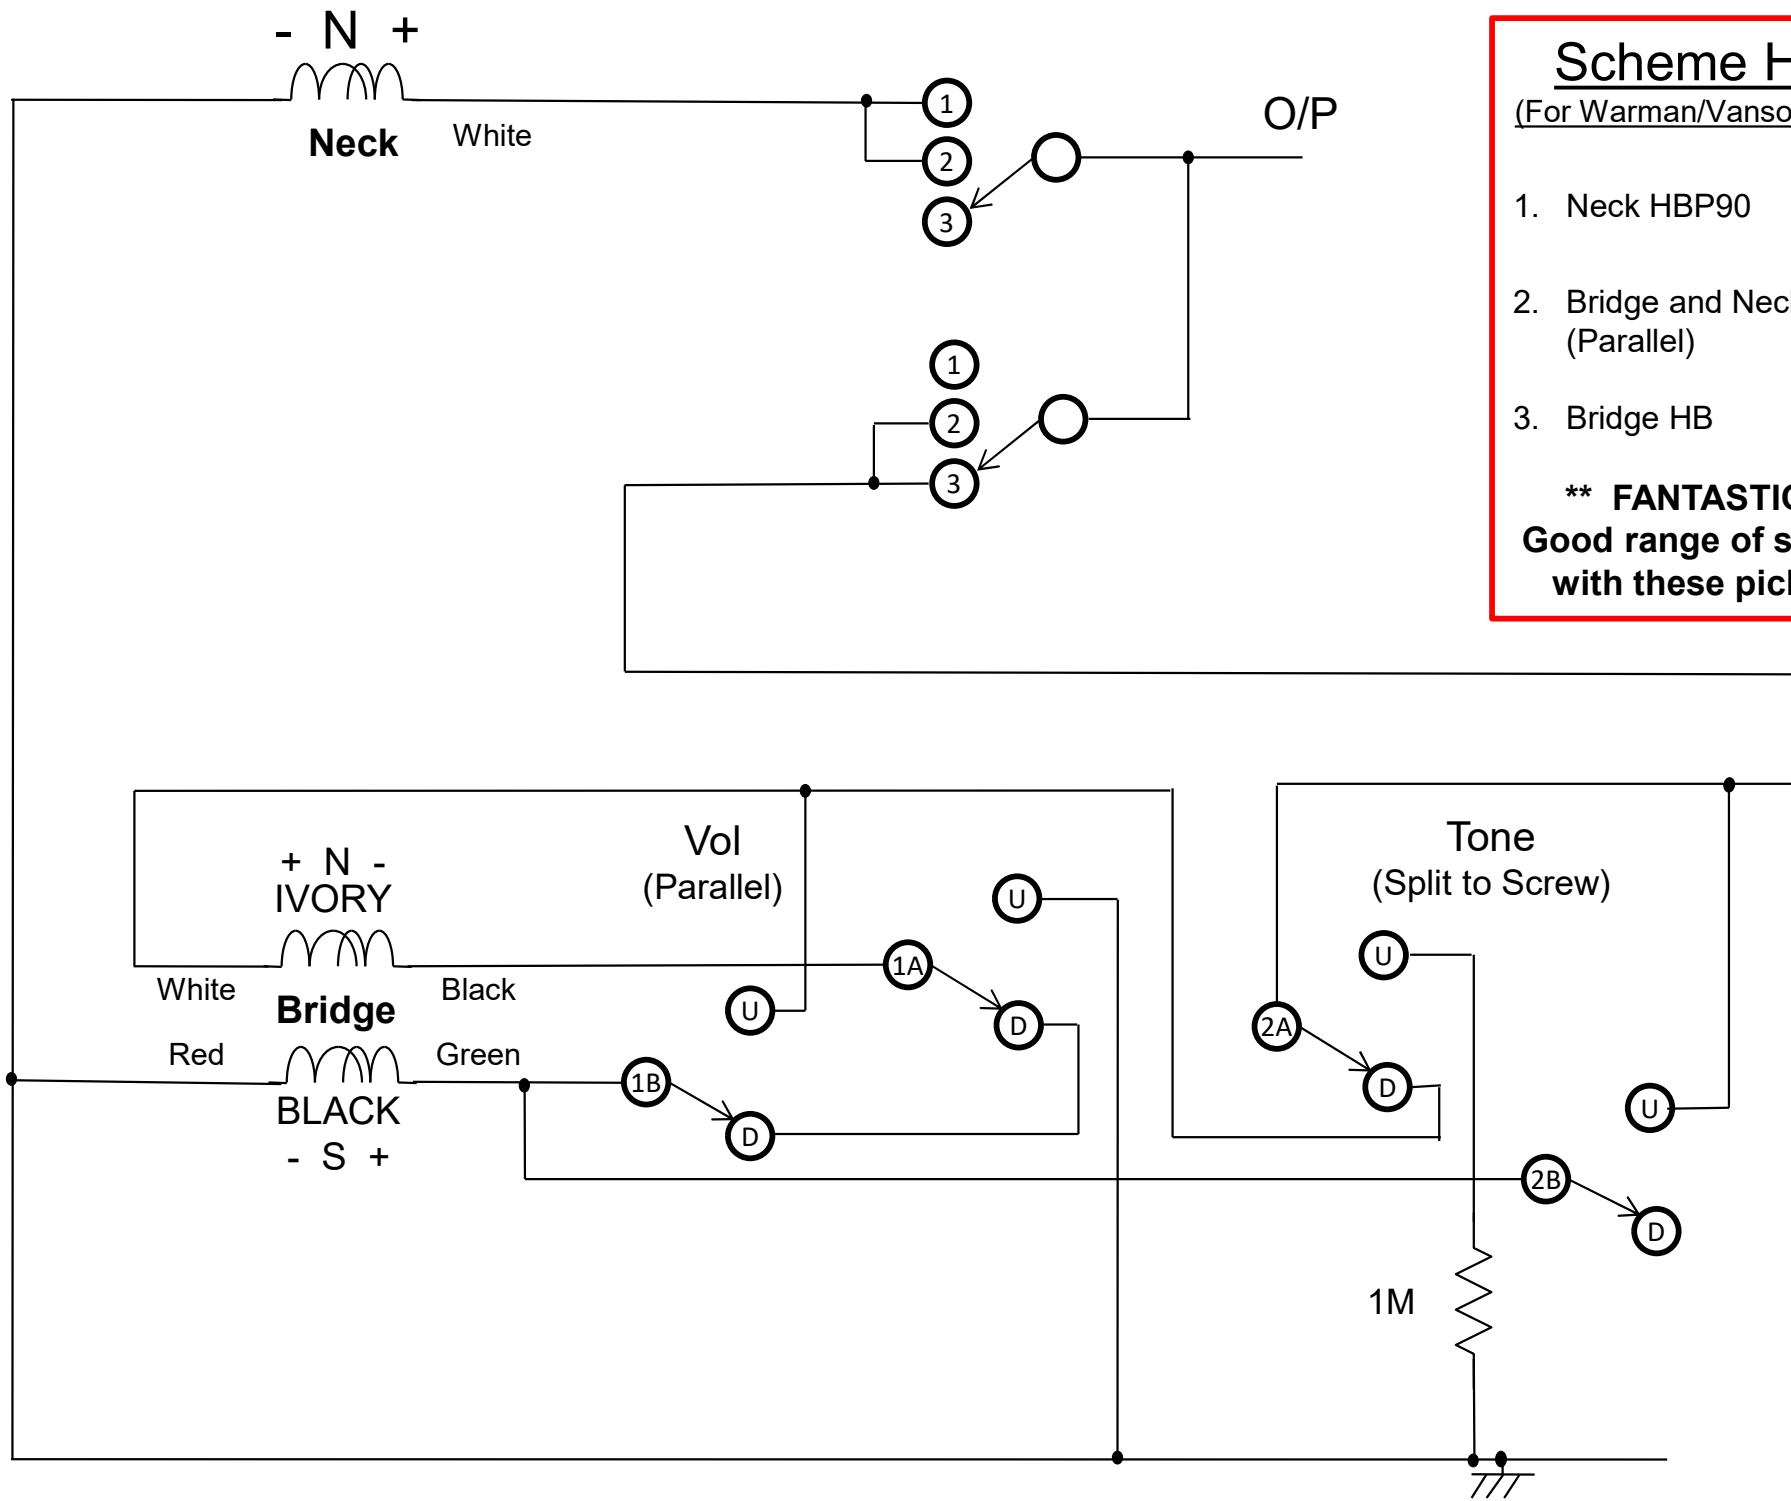 - N +
Neck
White
1
2
3
O/P
1
2
3
Scheme H
(For Warman/Vanso
1. Neck HBP90
2. Bridge and Nec
(Parallel)
3. Bridge HB
** FANTASTIC
Good range of s
with these pic
Vol
(Parallel)
+ N -
IVORY
White
Black
Bridge
Red
Green
BLACK
- S +
U
1A
U
D
1B
D
Tone
(Split to Screw)
U
2A
D
U
2B
D
1M